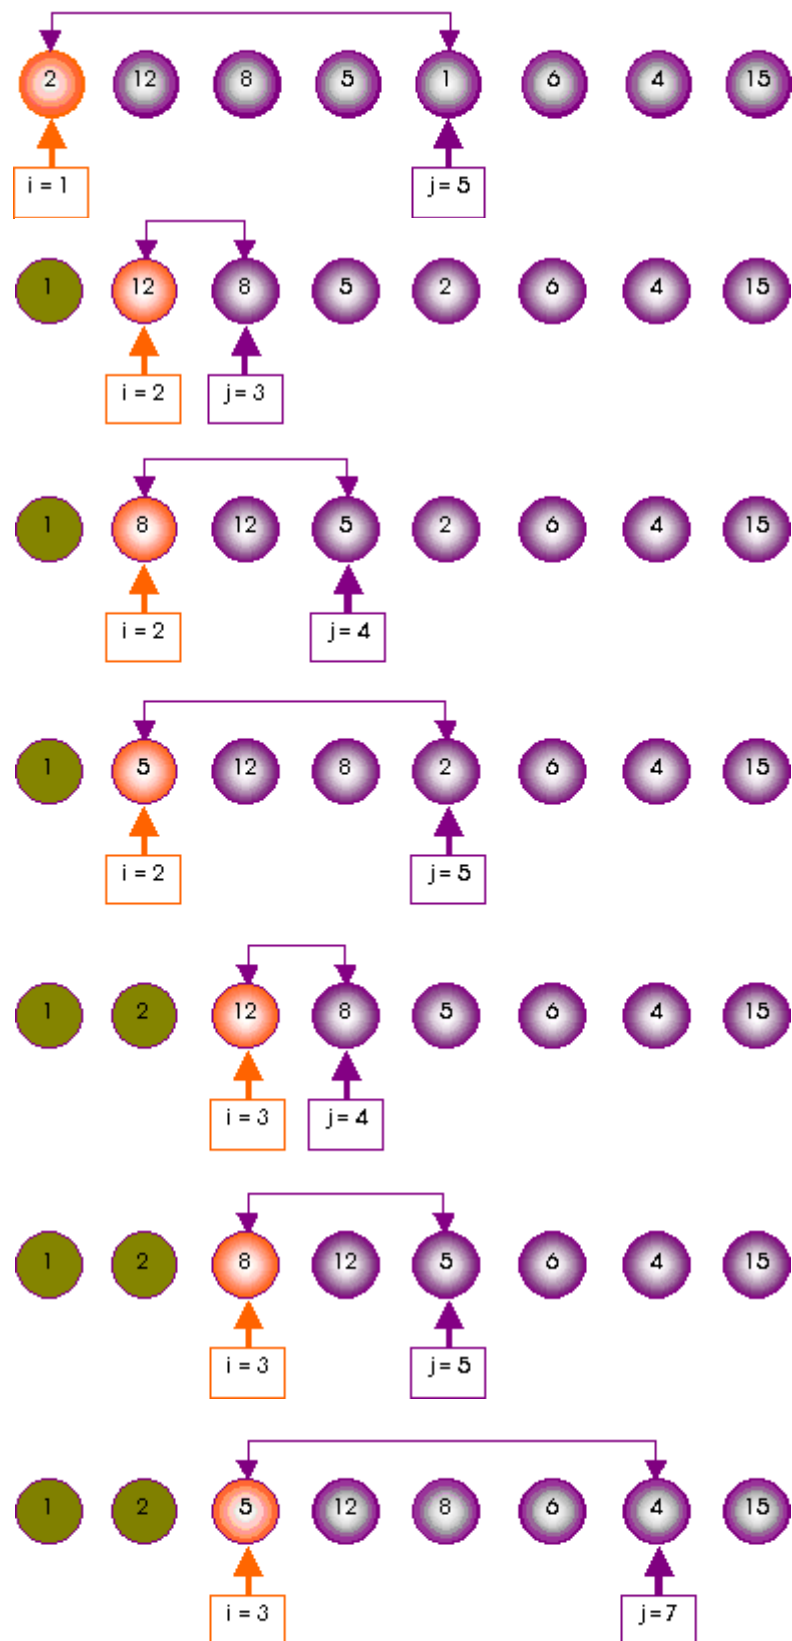 2 12 8 5 1 6 4 15
i = 1 j = 5
1 12 8 5 2 6 4 15
i = 2 j = 3
1 8 12 5 2 6 4 15
i = 2 j = 4
1 5 12 8 2 6 4 15
i = 2 j = 5
1 2 12 8 5 6 4 15
i = 3 j = 4
1 2 8 12 5 6 4 15
i = 3 j = 5
1 2 5 12 8 6 4 15
i = 3 j = 7